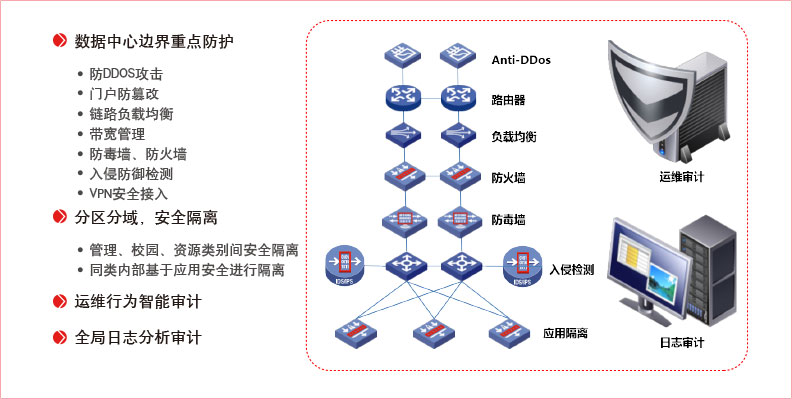 数据中心边界重点防护
防DDOS攻击
门户防篡改
链路负载均衡
带宽管理
防毒墙、防火墙
入侵防御检测
VPN安全接入
分区分域，安全隔离
管理、校园、资源类别间安全隔离
同类内部基于应用安全进行隔离
运维行为智能审计
全局日志分析审计
Anti-DDos
路由器
负载均衡
防火墙
防毒墙
IDS/IPS
IDS/IPS
入侵检测
应用隔离
运维审计
日志审计